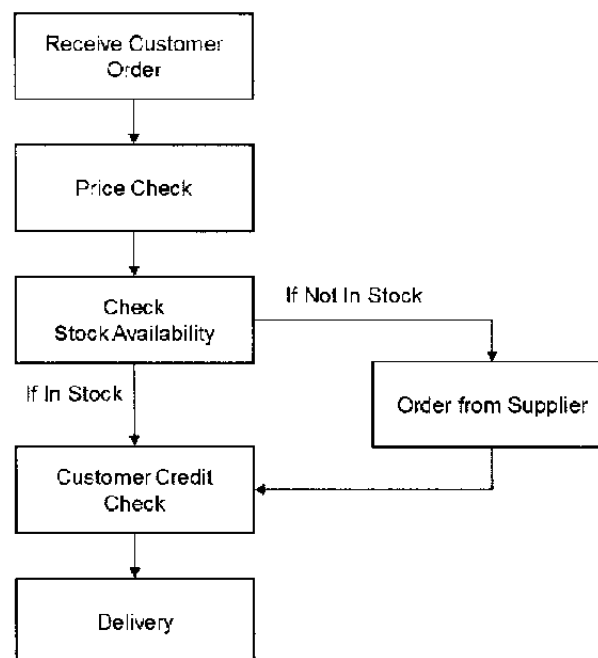 Receive Customer
Order
Price Check
Check
Stock Availability
If Not In Stock
If In Stock
Order from Supplier
Customer Credit
Check
Delivery